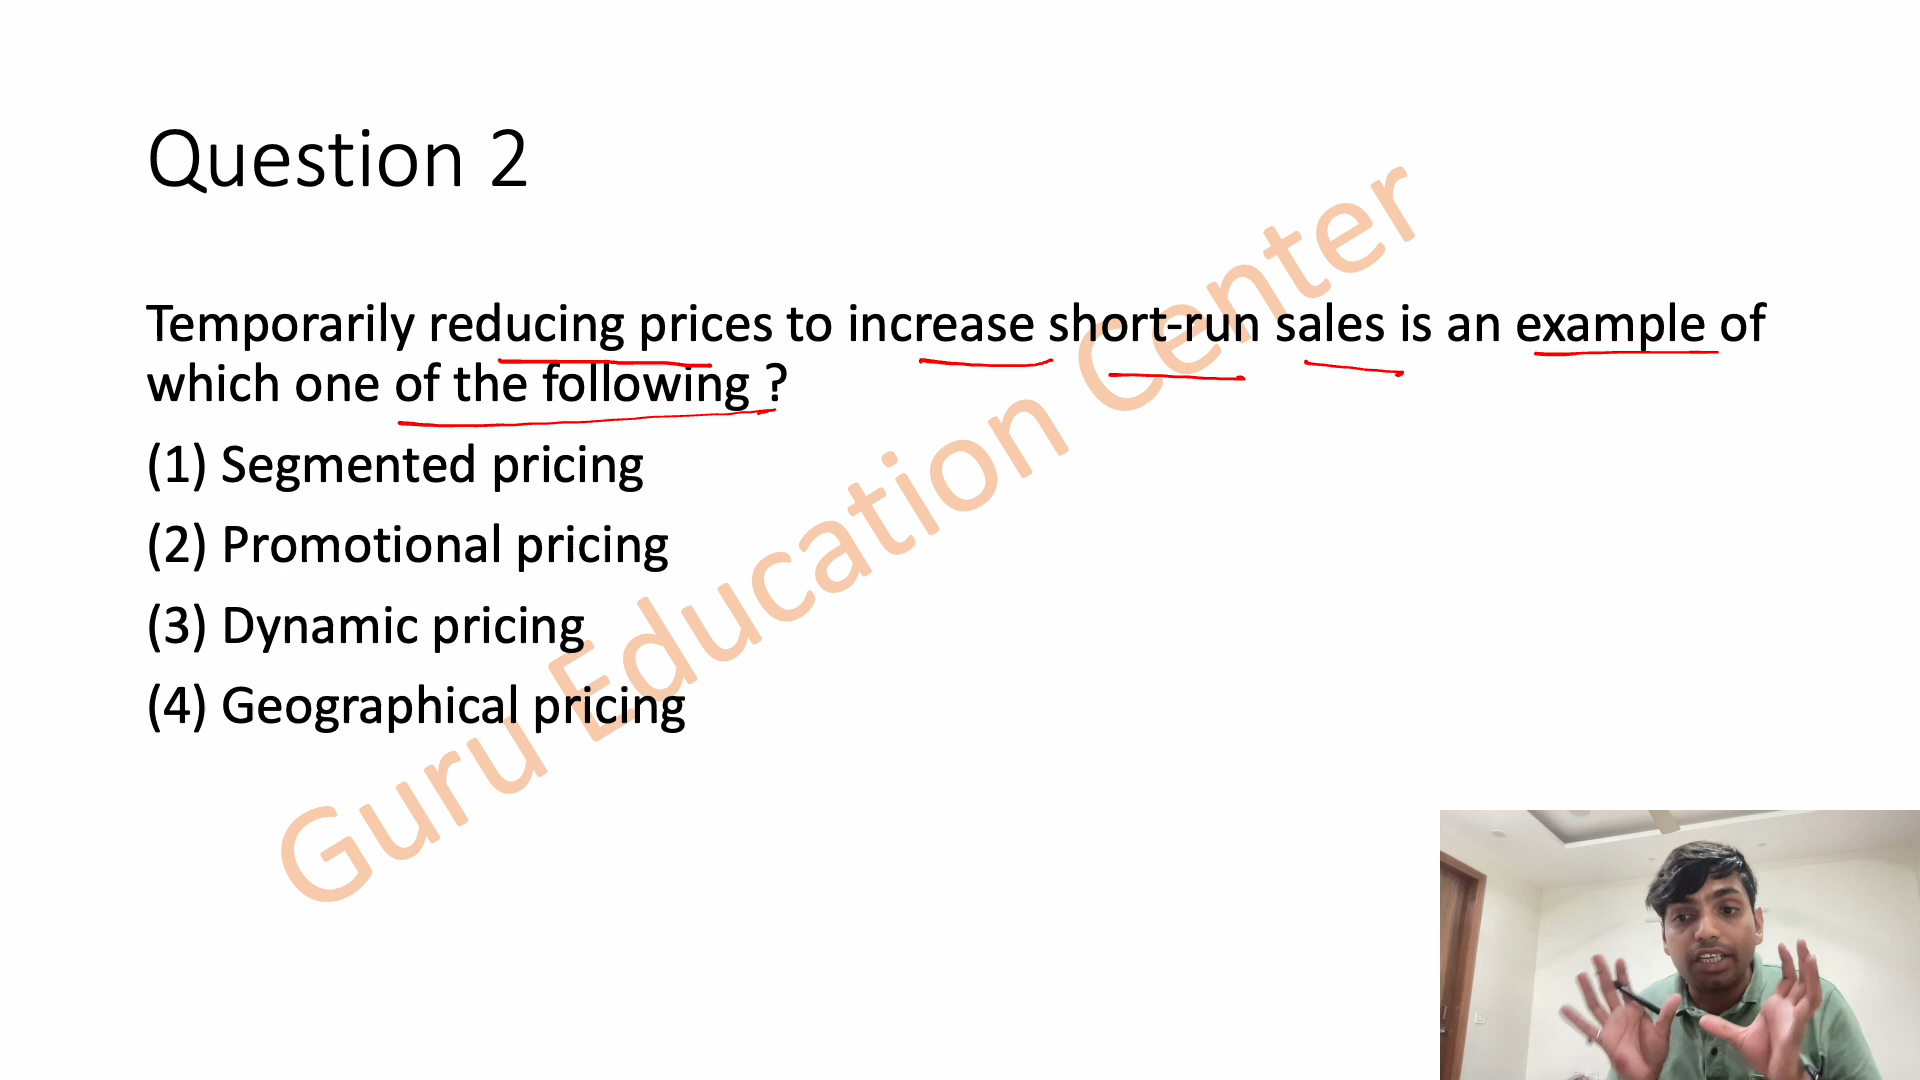 Question 2
Temporarily reducing prices to increase short-run sales is an example of
which one of the following ?
(1) Segmented pricing
(2) Promotional pricing
(3) Dynamic pricing
(4) Geographical pricing
Guru Education Center